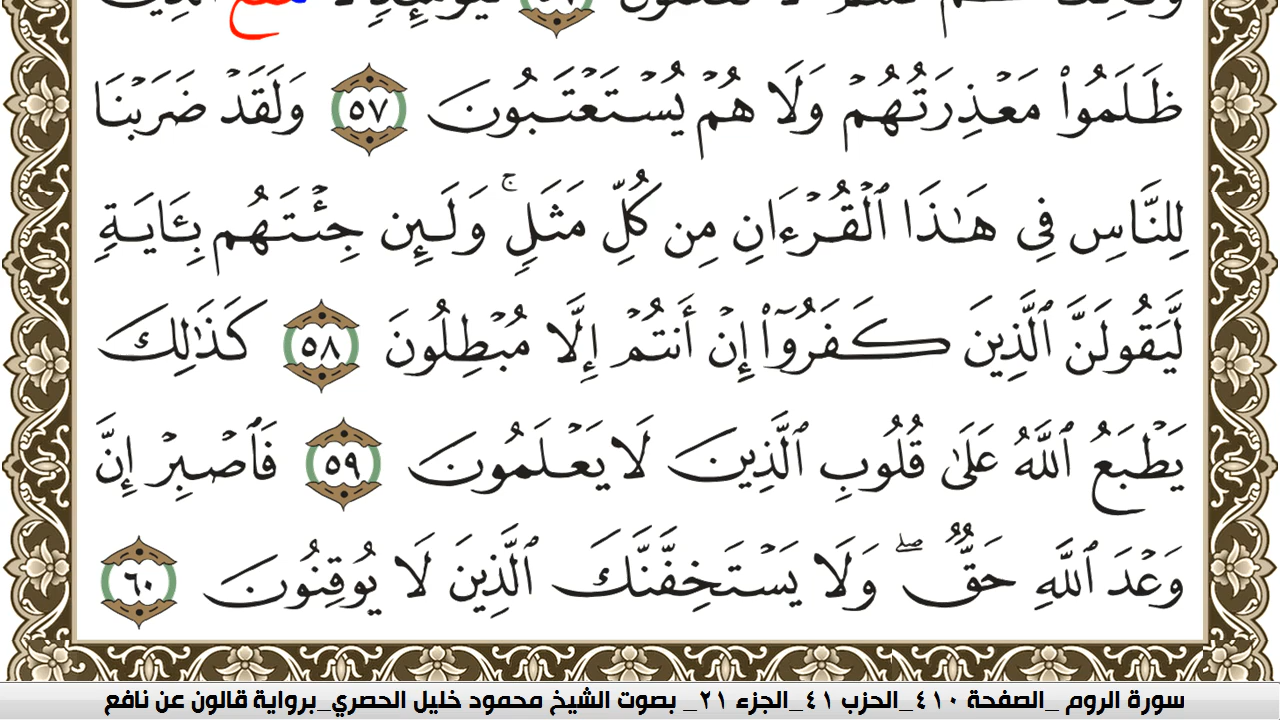 ظَلَمُوا۟ مَعْذِرَتُهُمْ وَلَا هُمْ يُسْتَعْتَبُونَ ٥٧ وَلَقَدْ ضَرَبْنَا
لِلنَّاسِ فِى هَـٰذَا ٱلْقُرْءَانِ مِن كُلِّ مَثَلٍۚ وَلَئِن جِئْتَهُم بِـَٔايَةٍ
لَّيَقُولَنَّ ٱلَّذِينَ كَفَرُوٓا۟ إِنْ أَنتُمْ إِلَّا مُبْطِلُونَ ٥٨ كَذَٰلِكَ
يَطْبَعُ ٱللَّهُ عَلَىٰ قُلُوبِ ٱلَّذِينَ لَا يَعْلَمُونَ ٥٩ فَٱصْبِرْ إِنَّ
وَعْدَ ٱللَّهِ حَقٌّۖ وَلَا يَسْتَخِفَّنَّكَ ٱلَّذِينَ لَا يُوقِنُونَ ٦٠
سورة الروم _الصفحة ٤١٠_الحزب ٤١_الجزء ٢١_ بصوت الشيخ محمود خليل الحصري_برواية قالون عن نافع